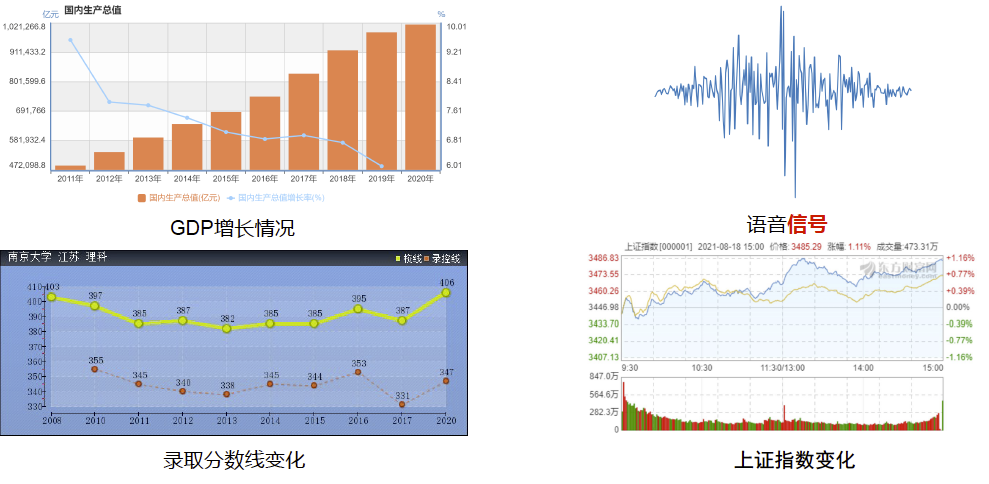 亿元 国内生产总值 %
1,021,266.8 10.01
911,433.2 9.21
801,599.6 8.41
691,766 7.61
581,932.4 6.81
472,098.8 6.01
2011年 2012年 2013年 2014年 2015年 2016年 2017年 2018年 2019年 2020年
国内生产总值(亿元) 国内生产总值增长率(%)
GDP增长情况
语音信号
南京大学 江苏 理科 校线 录控线
410 403 397 385 387 382 385 385 395 387 406
400
390
380
370
360 355 345 340 338 345 344 353 331 347
350
340
330
2008 2010 2011 2012 2013 2014 2015 2016 2017 2020
录取分数线变化
上证指数[000001] 2021-08-18 15:00 价格: 3485.29 涨幅: 1.11% 成交量:473.31万
3486.83 +1.16%
3473.55 +0.77%
3460.26 +0.39%
3446.98 0.00%
3433.70 -0.39%
3420.41 -0.77%
3407.13 -1.16%
9:30 10:30 11:30/13:00 14:00 15:00
847.0万
564.6万
282.3万
0
东方财富网
上证指数变化